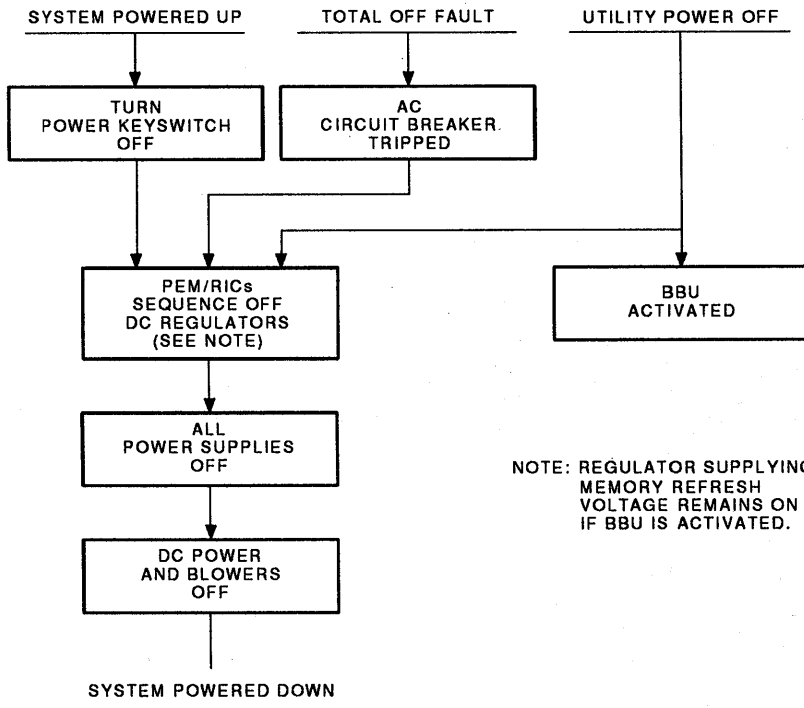 SYSTEM POWERED UP
TOTAL OFF FAULT
UTILITY POWER OFF
TURN
POWER KEYSWITCH
OFF
AC
CIRCUIT BREAKER
TRIPPED
PEM/RICs
SEQUENCE OFF
DC REGULATORS
(SEE NOTE)
BBU
ACTIVATED
ALL
POWER SUPPLIES
OFF
NOTE: REGULATOR SUPPLYING
MEMORY REFRESH
VOLTAGE REMAINS ON
IF BBU IS ACTIVATED.
DC POWER
AND BLOWERS
OFF
SYSTEM POWERED DOWN